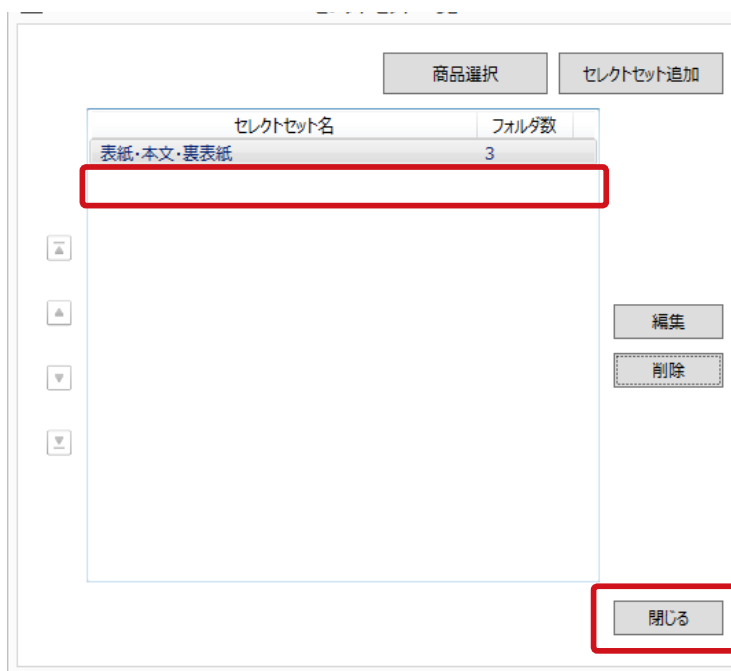 商品選択
セレクトセット追加
セレクトセット名
フォルダ数
表紙・本文・裏表紙
3
編集
削除
閉じる